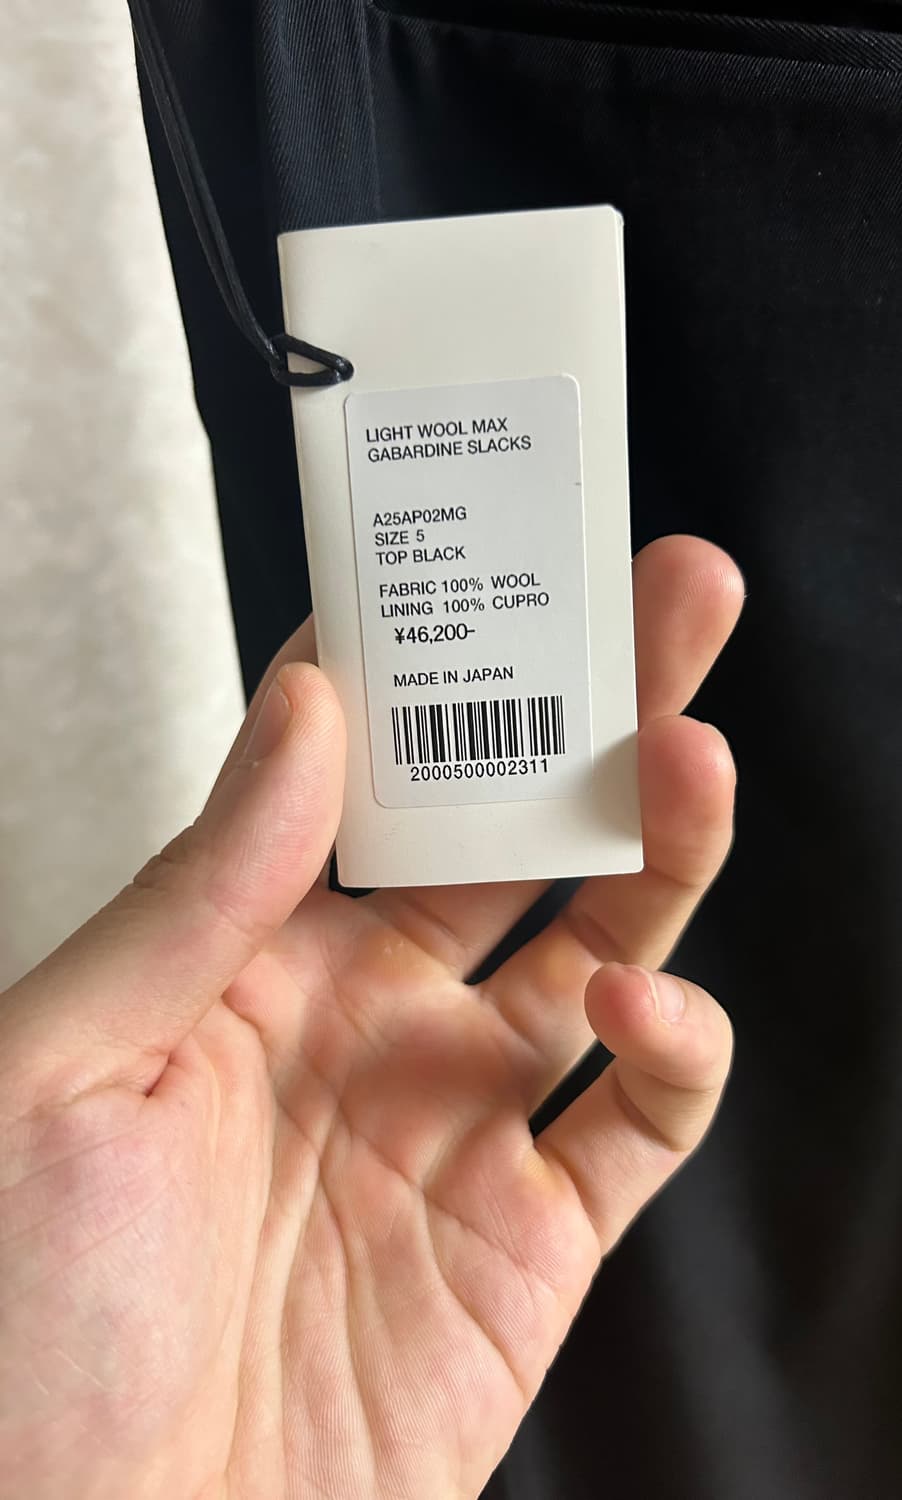 LIGHT WOOL MAX
GABARDINE SLACKS
A25AP02MG
SIZE 5
TOP BLACK
FABRIC 100% WOOL
LINING 100% CUPRO
¥46,200-
MADE IN JAPAN
2000500002311